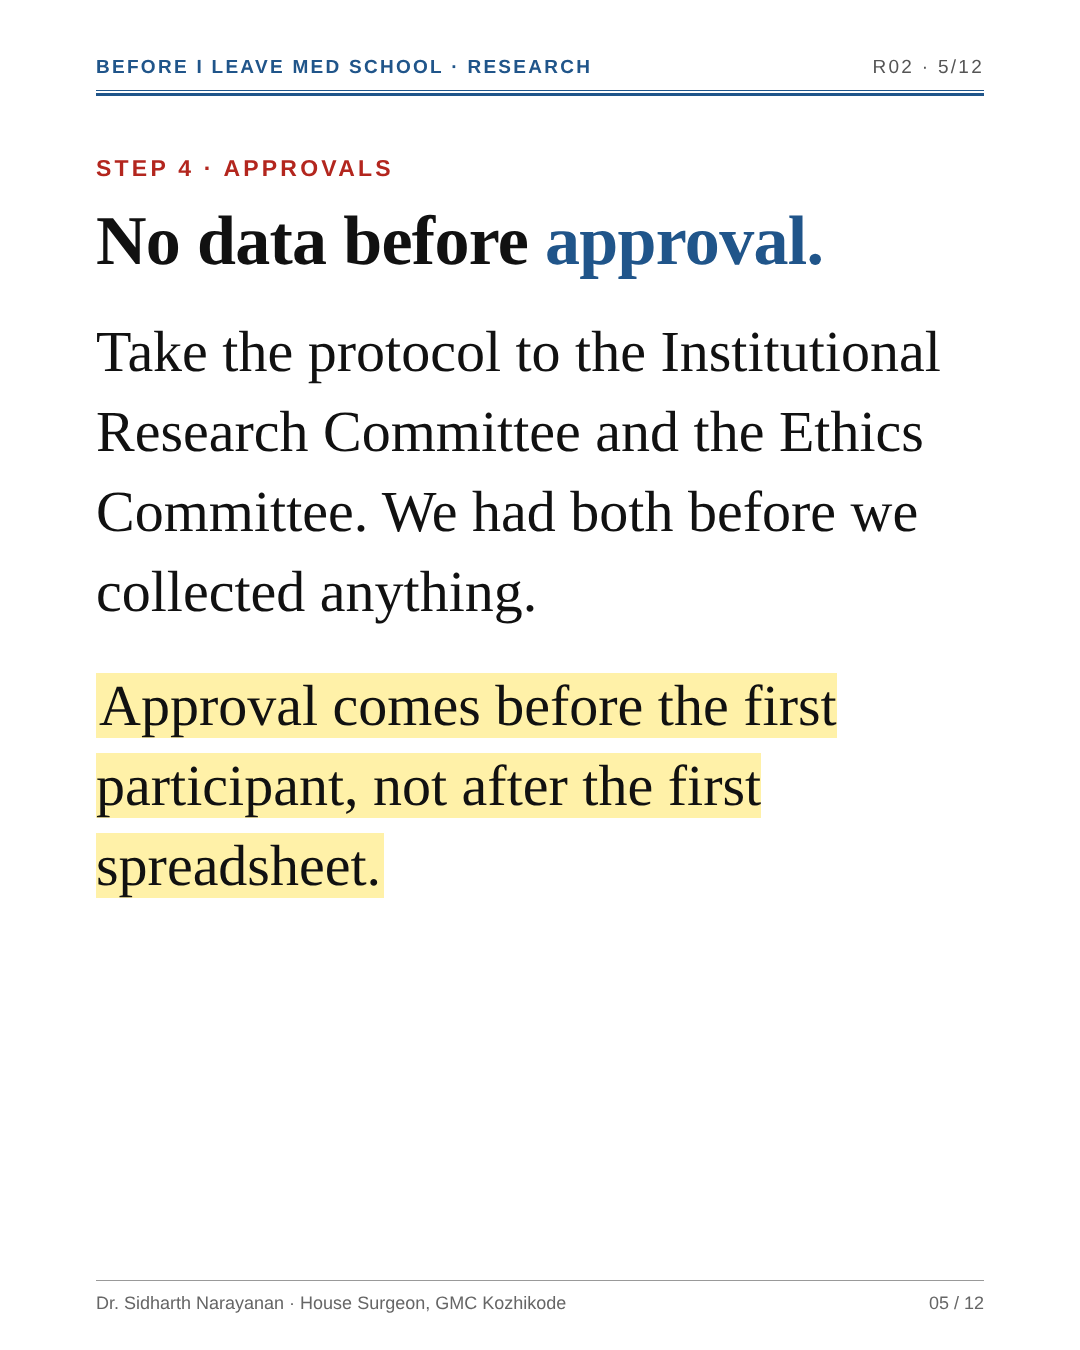 BEFORE I LEAVE MED SCHOOL · RESEARCH
R02 · 5/12
STEP 4 · APPROVALS
No data before approval.
Take the protocol to the Institutional
Research Committee and the Ethics
Committee. We had both before we
collected anything.
Approval comes before the first
participant, not after the first
spreadsheet.
Dr. Sidharth Narayanan · House Surgeon, GMC Kozhikode
05 / 12